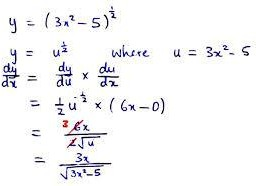 y = (3x² - 5)^½
y = u^½ where u = 3x² - 5
dy/dx = dy/du × du/dx
= ½ u^-½ × (6x - 0)
= 3 6x / 2√u
= 3x / √(3x² - 5)